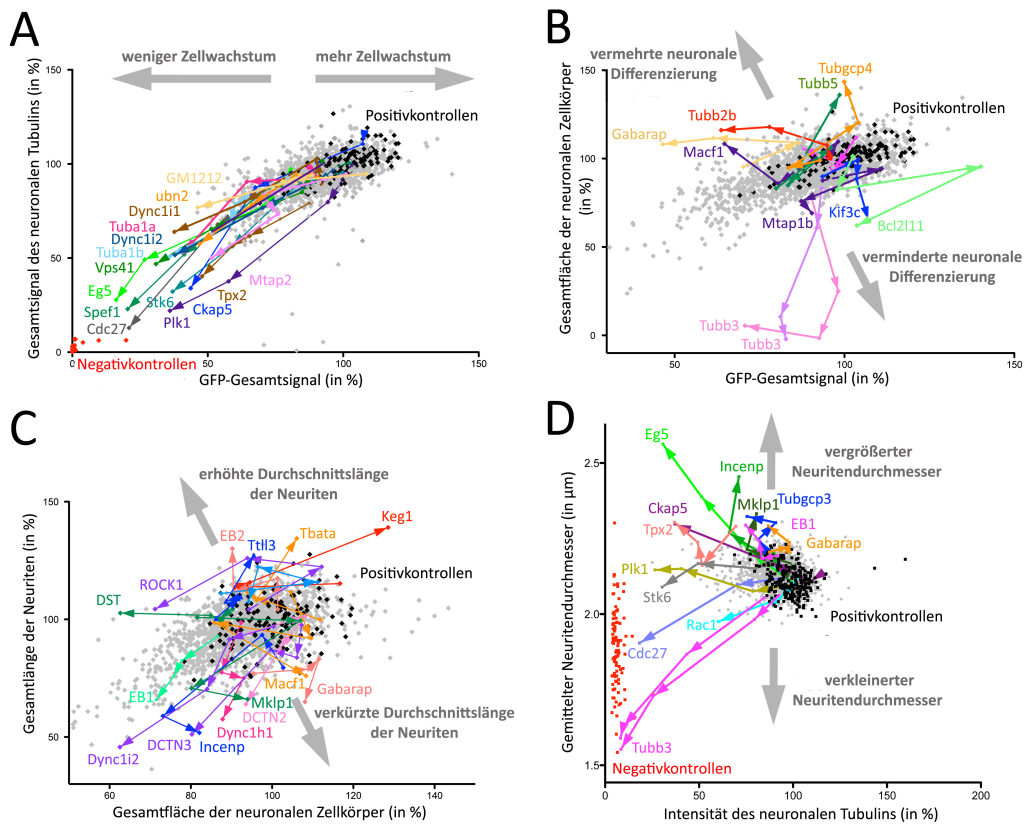 A
weniger Zellwachstum
mehr Zellwachstum
Gesamtsignal des neuronalen Tubulins (in %)
150
100
50
0
Positivkontrollen
GM1212
ubn2
Dync1i1
Tuba1a
Dync1i2
Tuba1b
Vps41
Eg5
Spef1
Cdc27
Stk6
Plk1
Ckap5
Tpx2
Mtap2
Negativkontrollen
0
50
100
150
GFP-Gesamtsignal (in %)
B
vermehrte neuronale
Differenzierung
Gesamtfläche der neuronalen Zellkörper
(in %)
150
100
50
0
Tubgcp4
Tubb5
Positivkontrollen
Tubb2b
Gabarap
Macf1
Mtap1b
Kif3c
Bcl2l11
verminderte neuronale
Differenzierung
Tubb3
Tubb3
50
100
150
GFP-Gesamtsignal (in %)
C
erhöhte Durchschnittslänge
der Neuriten
Gesamtlänge der Neuriten (in %)
150
100
50
Keg1
Tbata
EB2
Ttll3
Positivkontrollen
ROCK1
DST
EB1
Macf1
Gabarap
Mklp1
DCTN2
Dync1h1
DCTN3
Incenp
Dync1i2
verkürzte Durchschnittslänge
der Neuriten
60
80
100
120
140
Gesamtfläche der neuronalen Zellkörper (in %)
D
Gemittelter Neuritendurchmesser (in µm)
2.5
2.0
1.5
Eg5
vergrößerter
Neuritendurchmesser
Incenp
Mklp1
Tubgcp3
Ckap5
EB1
Tpx2
Gabarap
Plk1
Stk6
Positivkontrollen
Rac1
Cdc27
verkleinerter
Neuritendurchmesser
Tubb3
Negativkontrollen
0
50
100
150
200
Intensität des neuronalen Tubulins (in %)